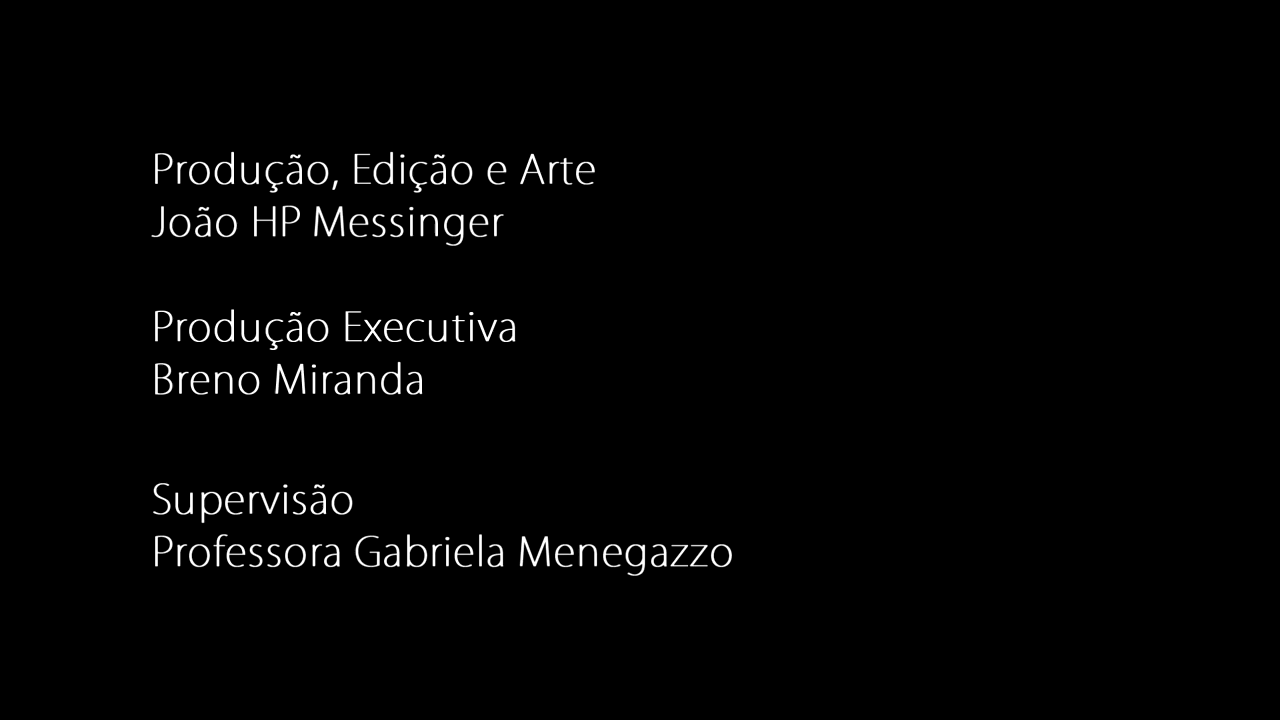 Produção, Edição e Arte
João HP Messinger
Produção Executiva
Breno Miranda
Supervisão
Professora Gabriela Menegazzo